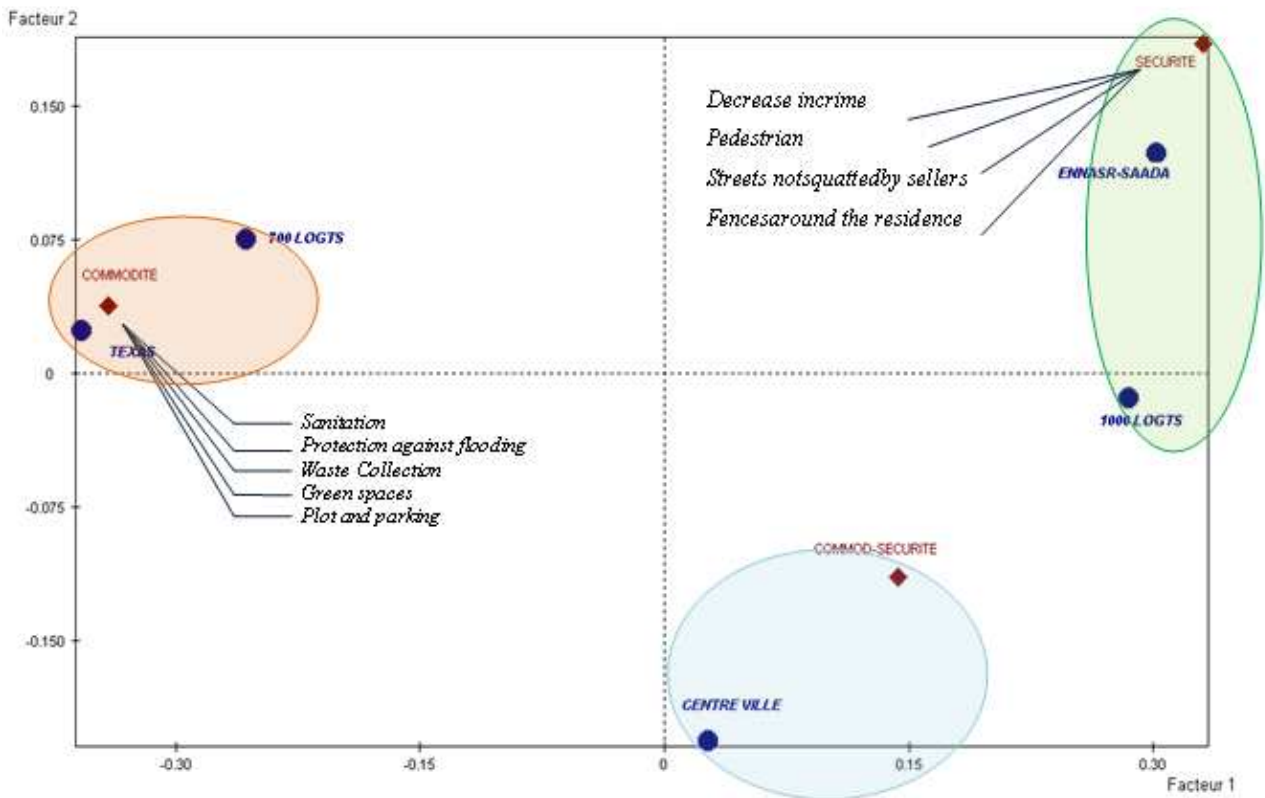 Facteur 2
SECURITE
Decrease incrime
0.150
Pedestrian
ENNASR-SAADA
Streets notsquattedby sellers
Fencesaround the residence
0.075
700 LOGTS
COMMODITE
TEXAS
0
1000 LOGTS
Sanitation
Protection against flooding
Waste Collection
Green spaces
-0.075
Plot and parking
COMMOD-SECURITE
-0.150
CENTRE VILLE
-0.30
-0.15
0
0.15
0.30
Facteur 1